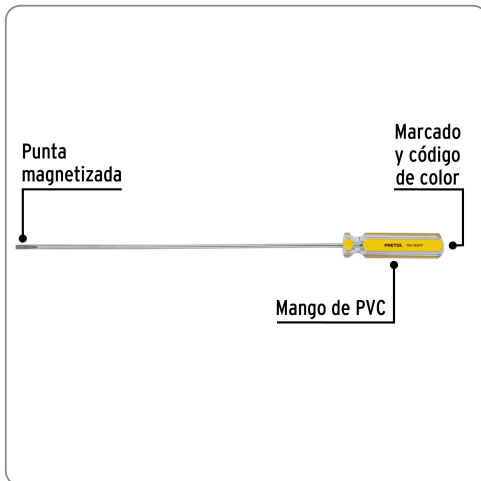 Punta
magnetizada
Marcado
y código
de color
PRETUL
Mango de PVC